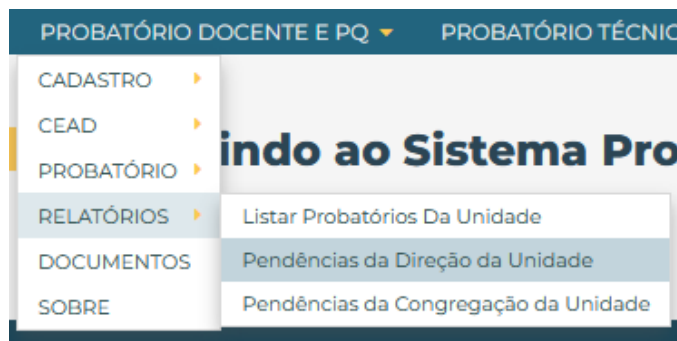 PROBATÓRIO DOCENTE E PQ PROBATÓRIO TÉCNIC
CADASTRO
CEAD
indo ao Sistema Pro
PROBATÓRIO
RELATÓRIOS Listar Probatórios Da Unidade
DOCUMENTOS Pendências da Direção da Unidade
SOBRE Pendências da Congregação da Unidade